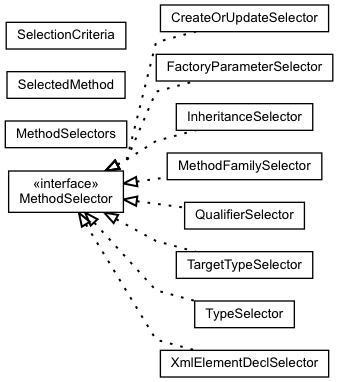 SelectionCriteria
SelectedMethod
MethodSelectors
«interface»
MethodSelector
CreateOrUpdateSelector
FactoryParameterSelector
InheritanceSelector
MethodFamilySelector
QualifierSelector
TargetTypeSelector
TypeSelector
XmlElementDeclSelector